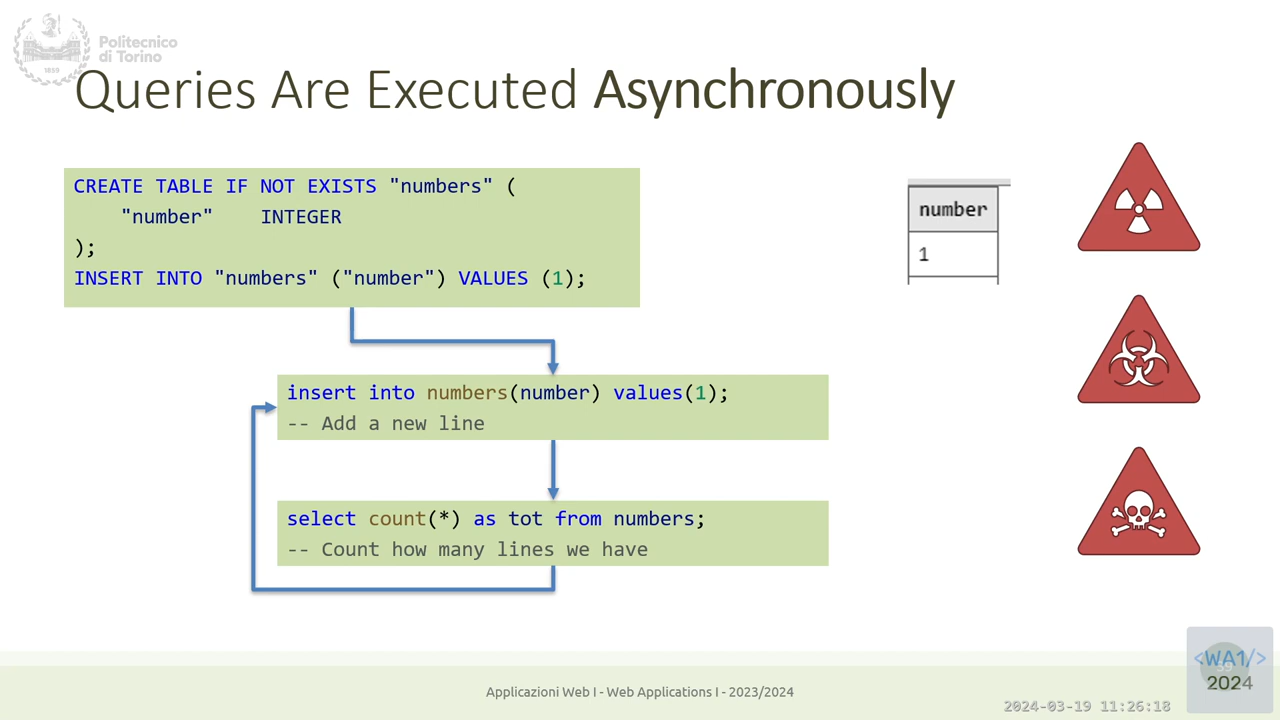 Politecnico
di Torino
1859
Queries Are Executed Asynchronously
CREATE TABLE IF NOT EXISTS "numbers" (
"number" INTEGER
);
INSERT INTO "numbers" ("number") VALUES (1);
number
1
insert into numbers(number) values(1);
-- Add a new line
select count(*) as tot from numbers;
-- Count how many lines we have
Applicazioni Web I - Web Applications I - 2023/2024
<WA1/>
2024
2024-03-19 11:26:18